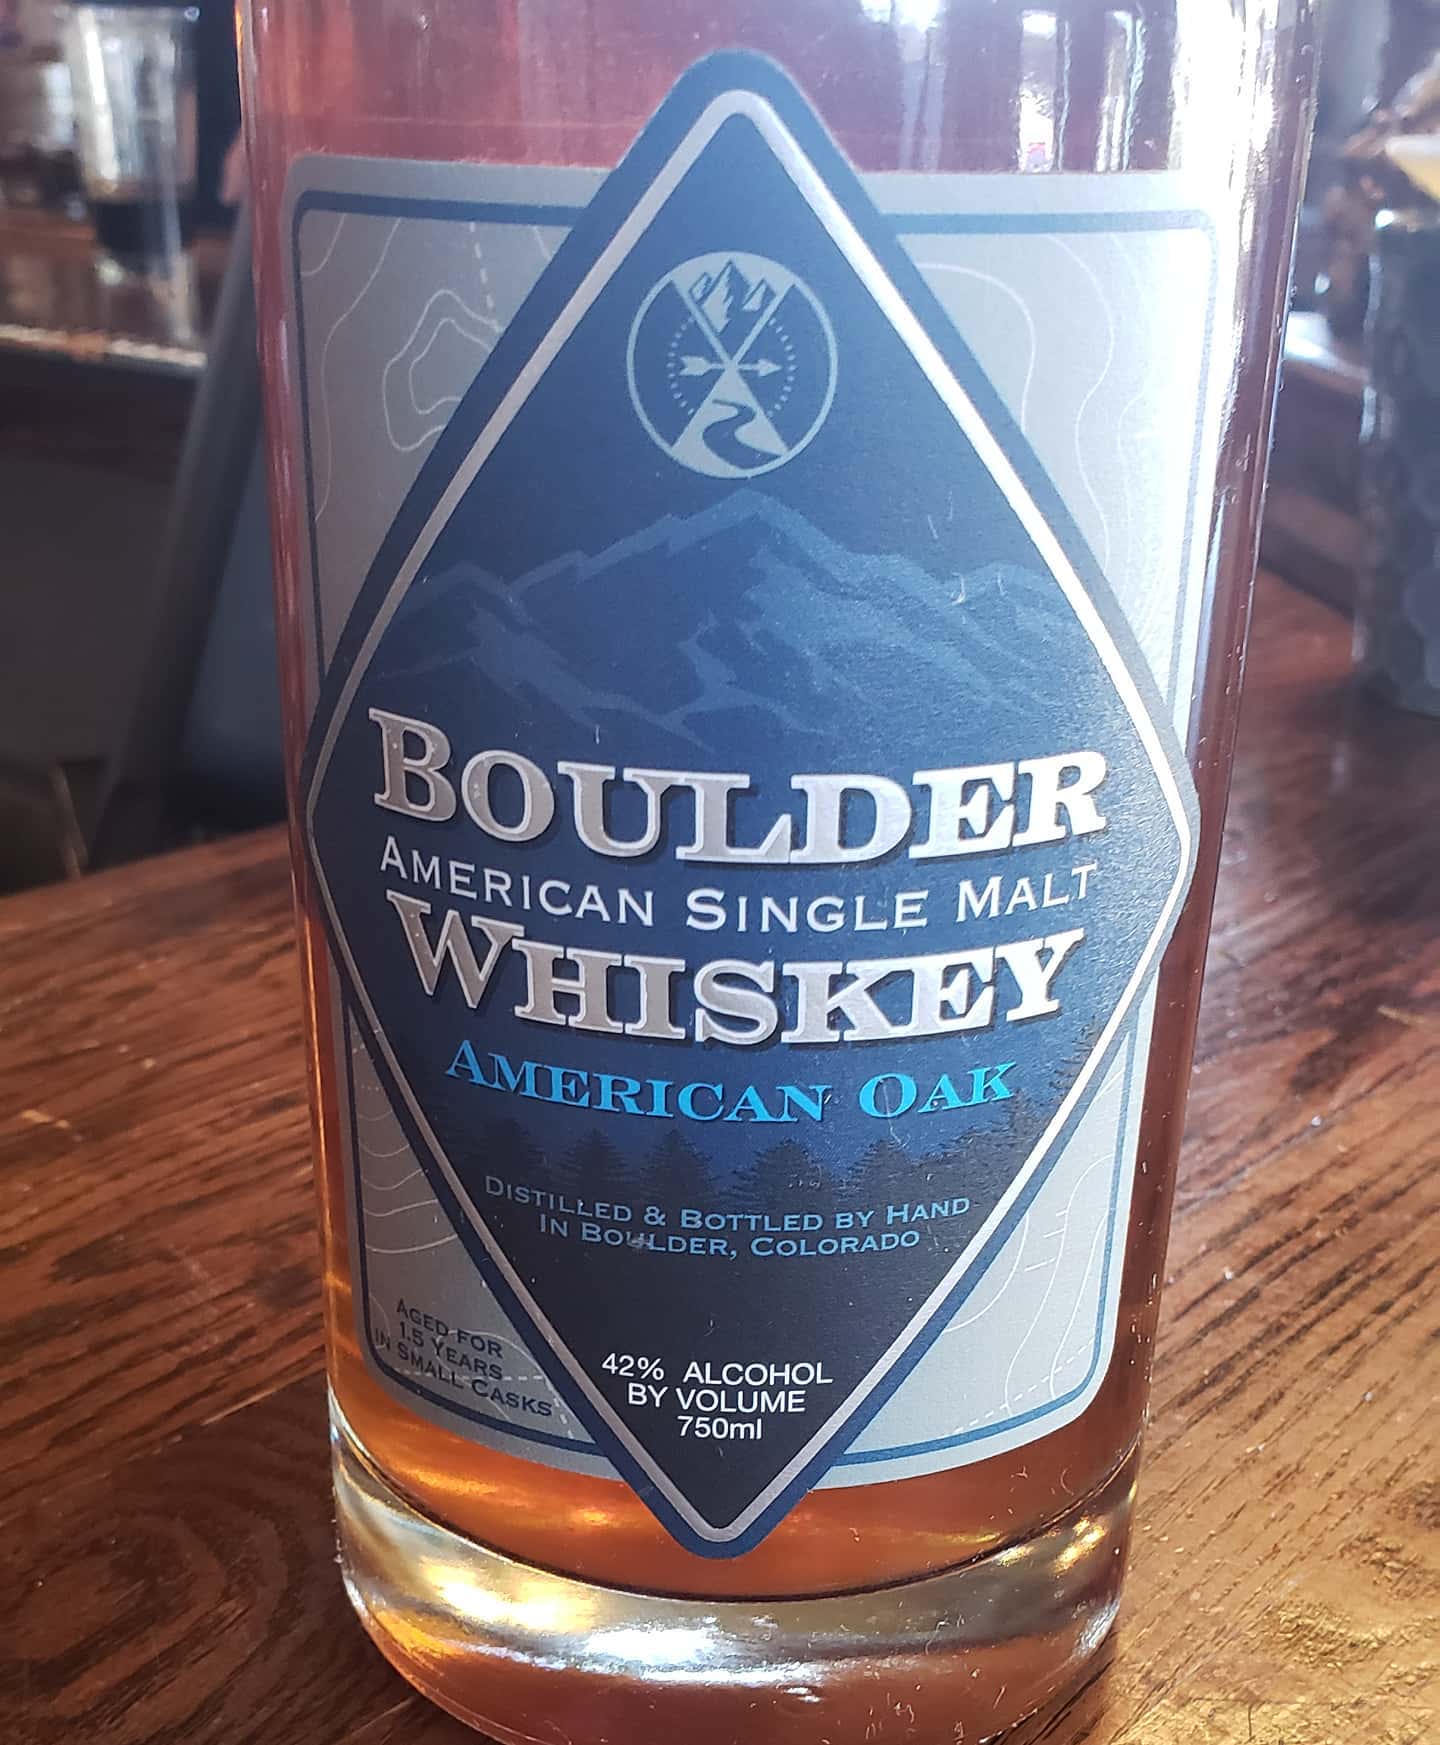 BOULDER
AMERICAN SINGLE MALT
WHISKEY
AMERICAN OAK
DISTILLED & BOTTLED BY HAND
IN BOULDER, COLORADO
AGED FOR
1.5 YEARS
IN SMALL CASKS
42% ALCOHOL
BY VOLUME
750ml